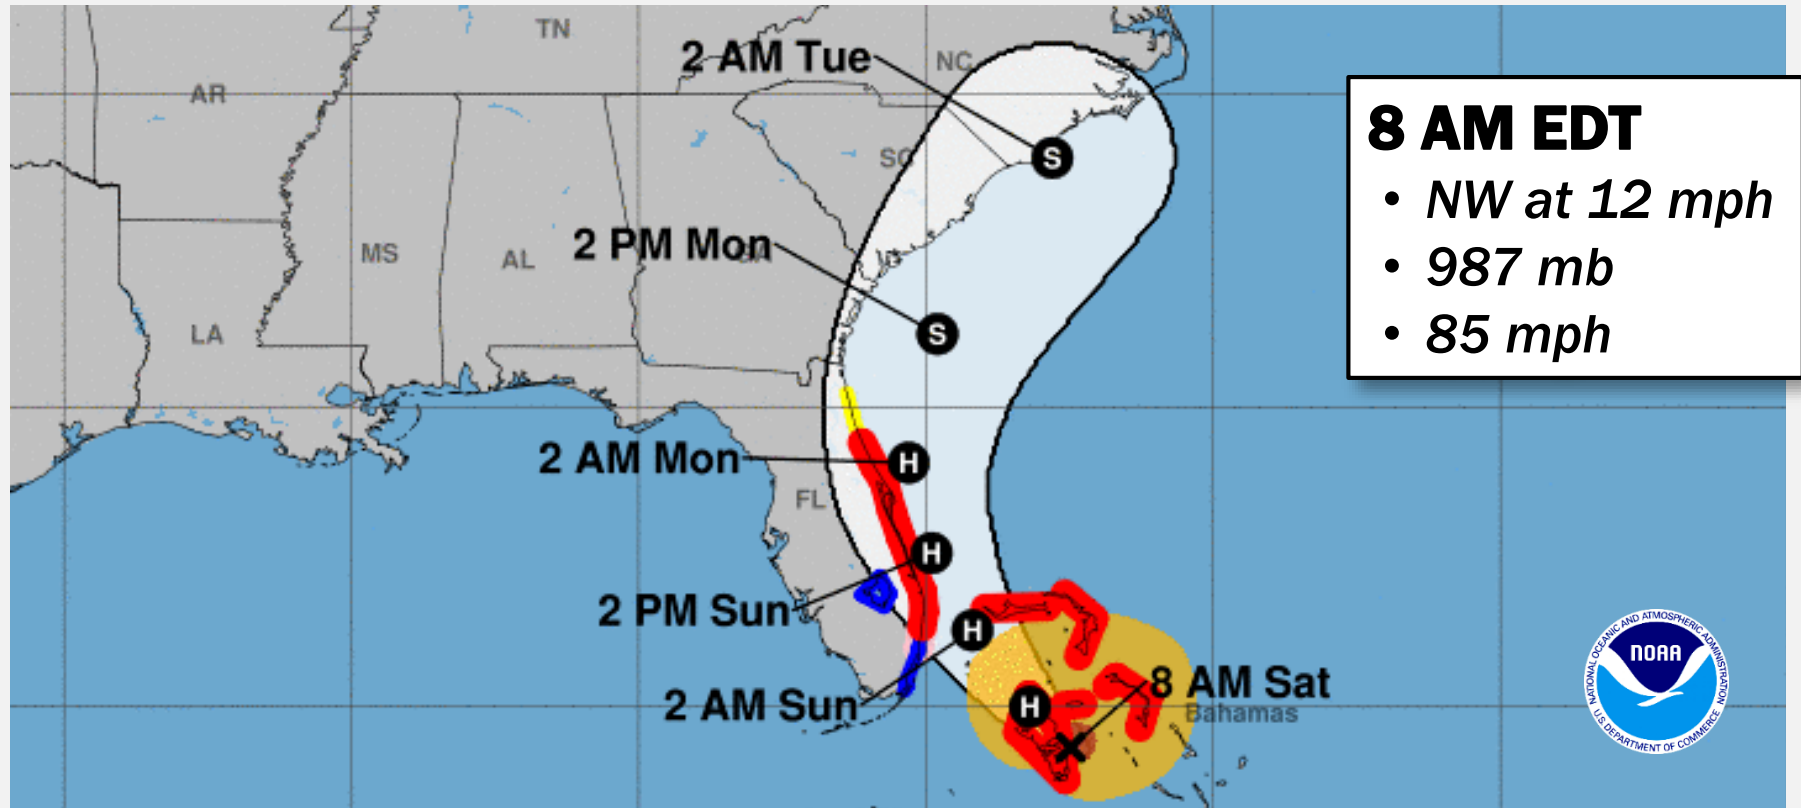 TN
2 AM Tue
NC
AR
8 AM EDT
• NW at 12 mph
• 987 mb
• 85 mph
SC
S
2 PM Mon
MS
AL
LA
S
2 AM Mon
H
FL
H
2 PM Sun
H
2 AM Sun
H
8 AM Sat
Bahamas
NATIONAL OCEANIC AND ATMOSPHERIC ADMINISTRATION
NOAA
U.S. DEPARTMENT OF COMMERCE